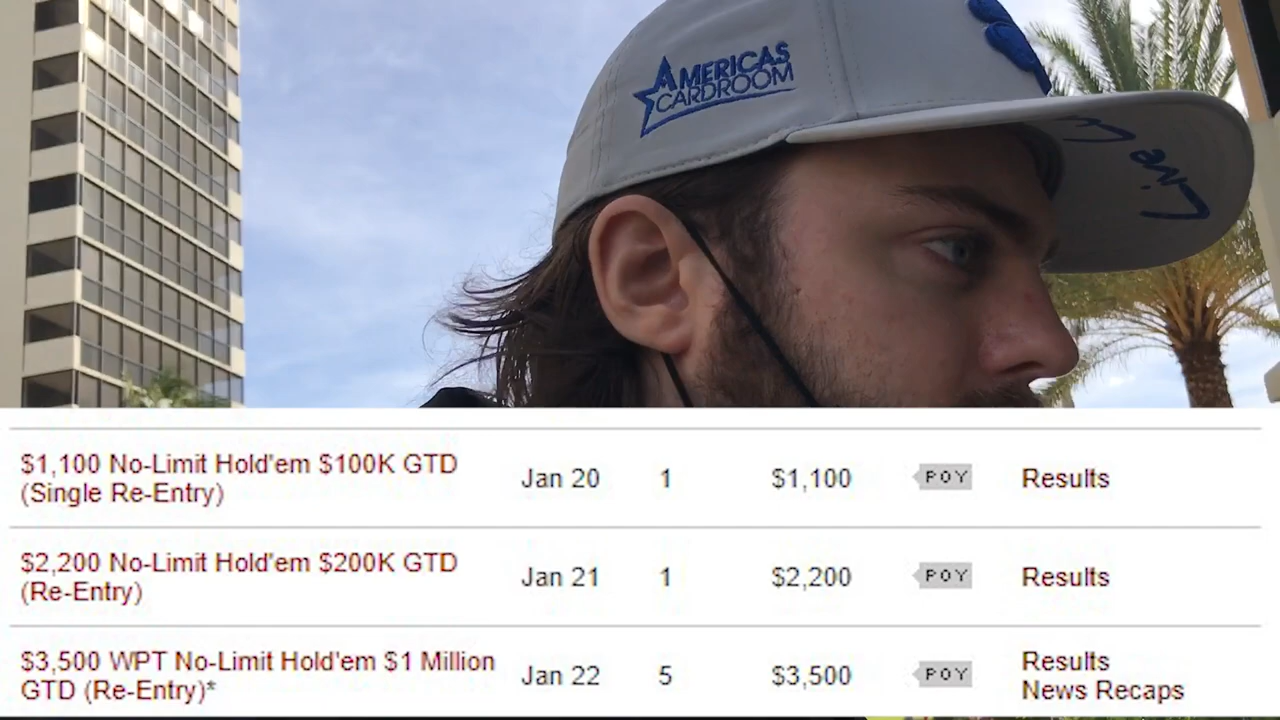 AMERICAS
CARDROOM
Live
$1,100 No-Limit Hold'em $100K GTD
(Single Re-Entry)
Jan 20
1
$1,100
POY
Results
$2,200 No-Limit Hold'em $200K GTD
(Re-Entry)
Jan 21
1
$2,200
POY
Results
$3,500 WPT No-Limit Hold'em $1 Million
GTD (Re-Entry)*
Jan 22
5
$3,500
POY
Results
News Recaps